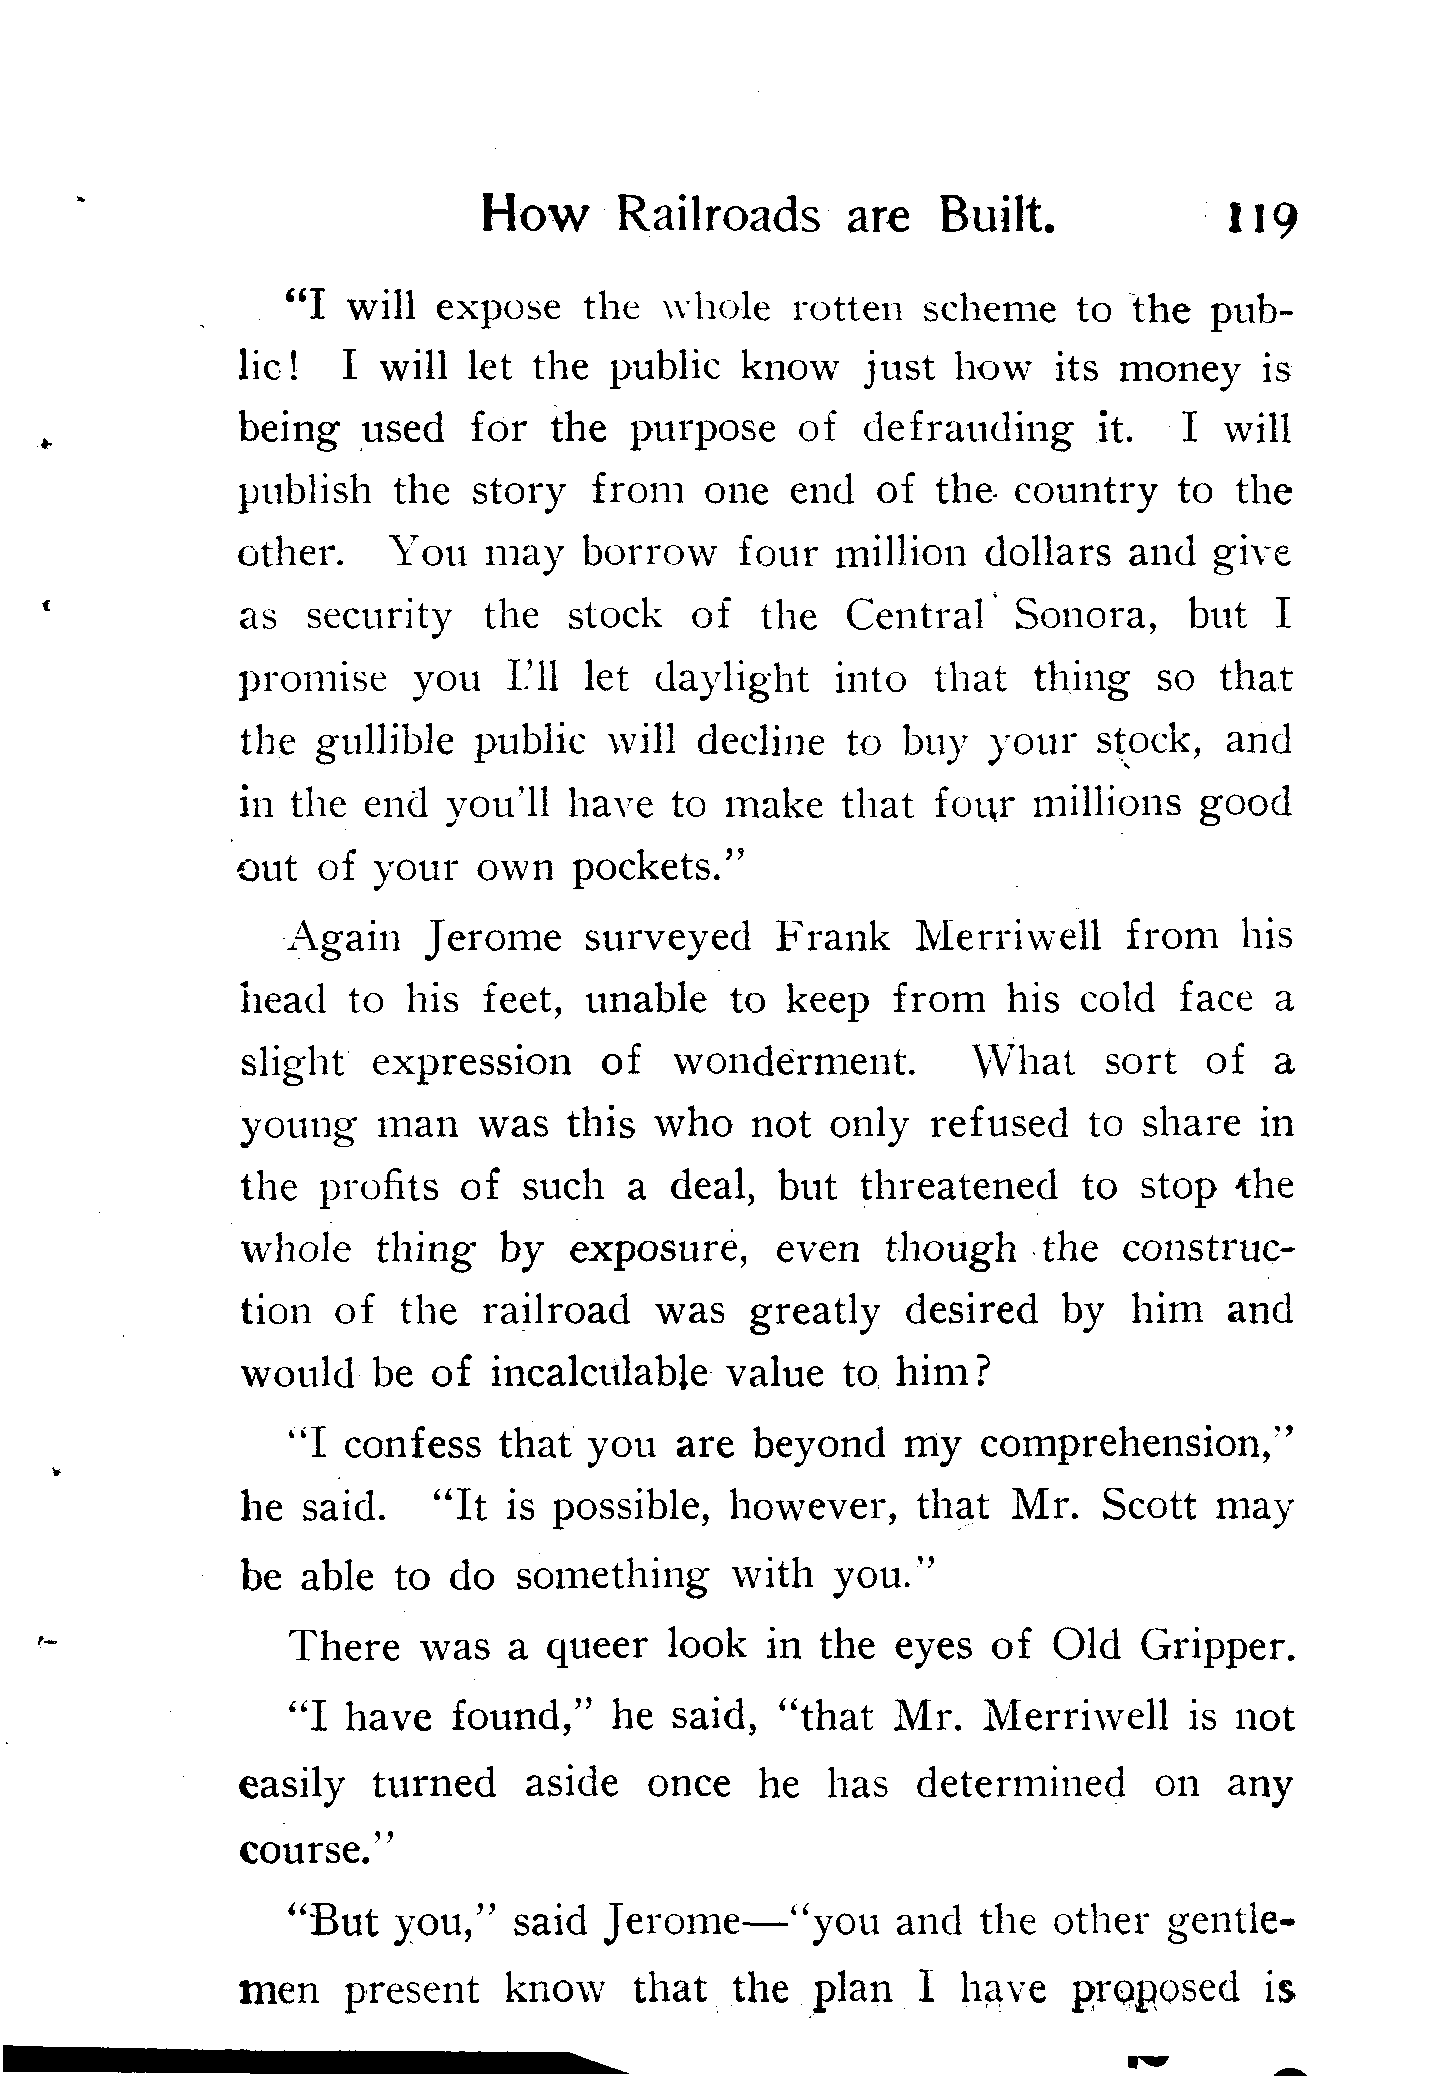 How Railroads are Built. 119
“I will expose the whole rotten scheme to the pub-
lic! I will let the public know just how its money is
being used for the purpose of defrauding it. I will
publish the story from one end of the country to the
other. You may borrow four million dollars and give
as security the stock of the Central Sonora, but I
promise you I'll let daylight into that thing so that
the gullible public will decline to buy your stock, and
in the end you'll have to make that four millions good
out of your own pockets.”
Again Jerome surveyed Frank Merriwell from his
head to his feet, unable to keep from his cold face a
slight expression of wonderment. What sort of a
young man was this who not only refused to share in
the profits of such a deal, but threatened to stop the
whole thing by exposure, even though the construc-
tion of the railroad was greatly desired by him and
would be of incalculable value to him?
“I confess that you are beyond my comprehension,”
he said. “It is possible, however, that Mr. Scott may
be able to do something with you.”
There was a queer look in the eyes of Old Gripper.
“I have found,” he said, “that Mr. Merriwell is not
easily turned aside once he has determined on any
course.”
“But you,” said Jerome—“you and the other gentle-
men present know that the plan I have proposed is